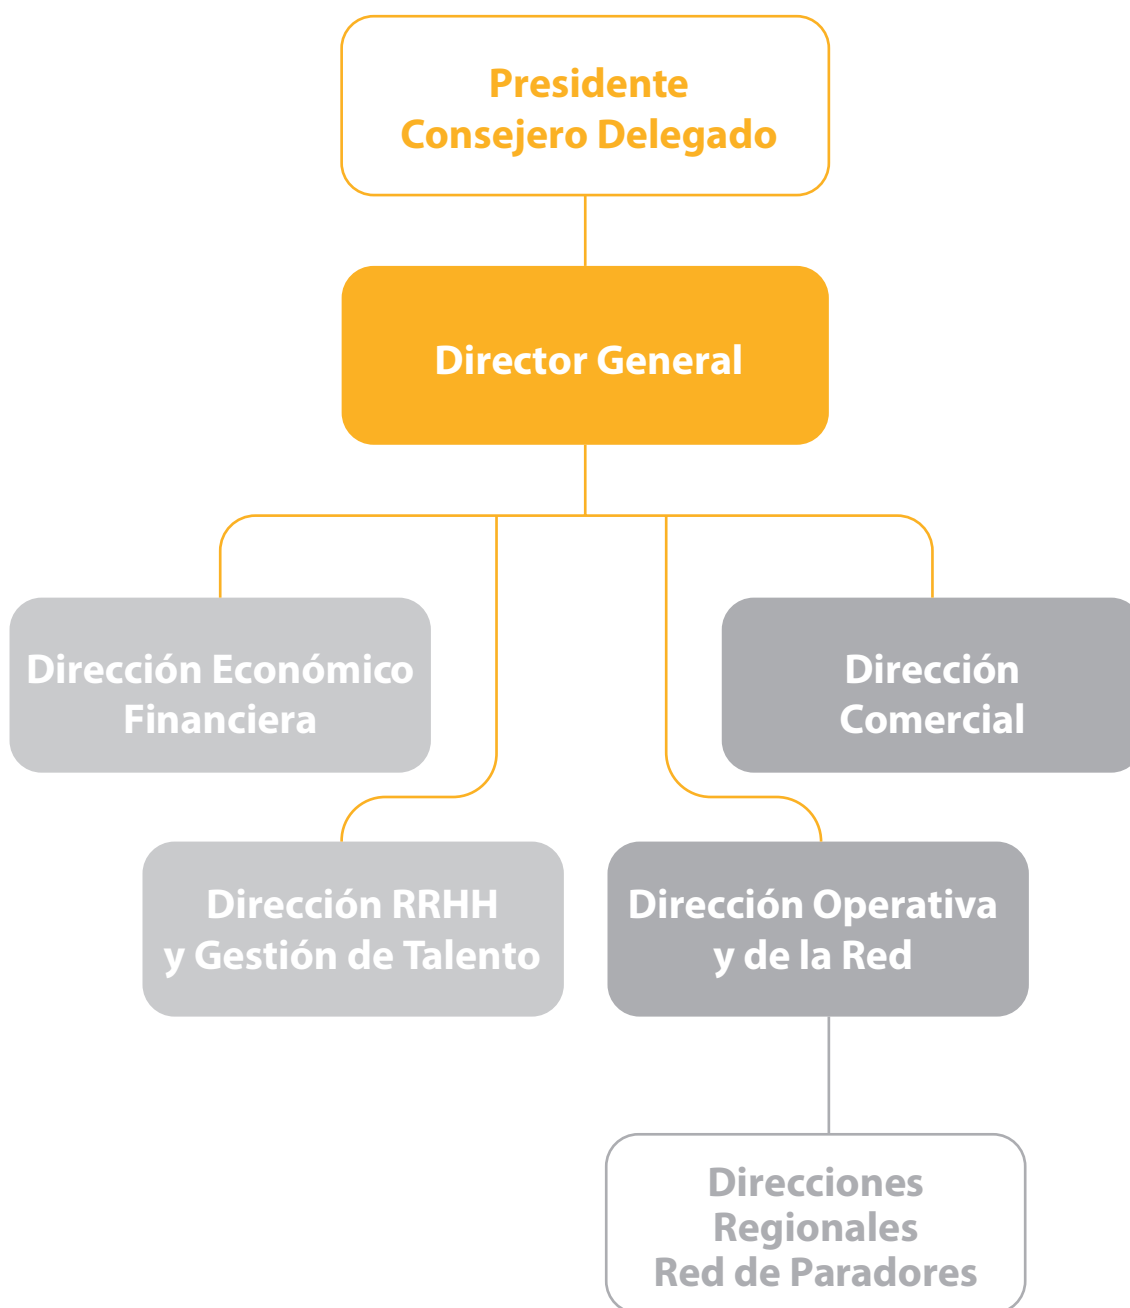 Presidente
Consejero Delegado
Director General
Dirección Económico
Financiera
Dirección
Comercial
Dirección RRHH
y Gestión de Talento
Dirección Operativa
y de la Red
Direcciones
Regionales
Red de Paradores